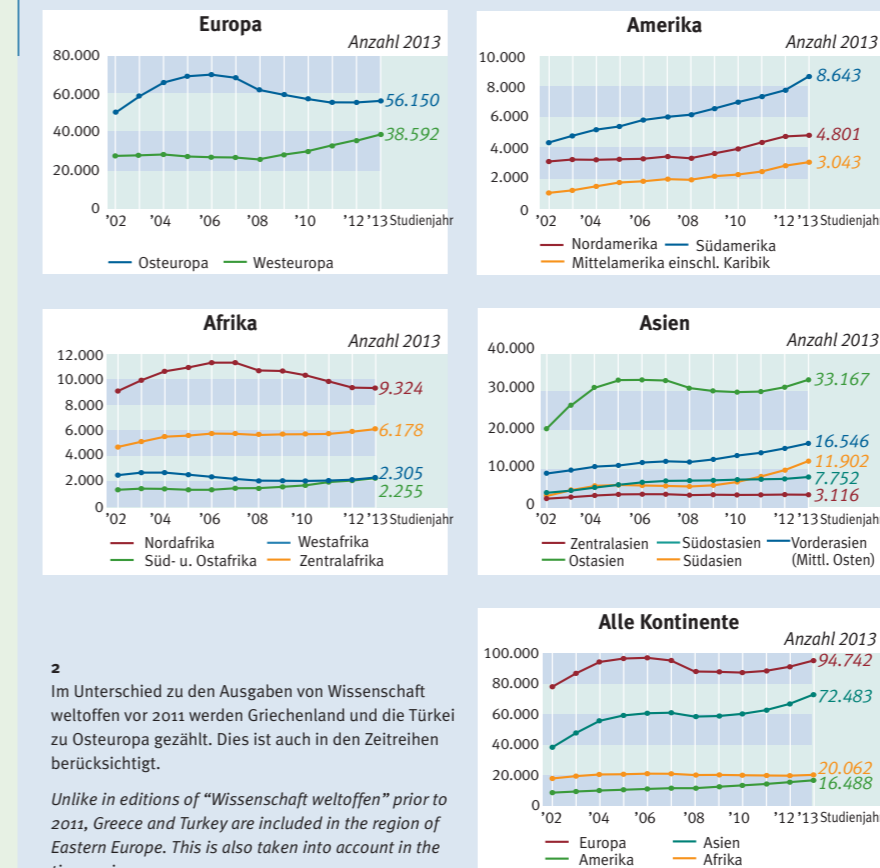 Europa
Anzahl 2013
80.000
60.000
40.000
20.000
0
56.150
38.592
'02 '04 '06 '08 '10 '12 '13 Studienjahr
Osteuropa Westeuropa
Amerika
Anzahl 2013
10.000
8.000
6.000
4.000
2.000
0
8.643
4.801
3.043
'02 '04 '06 '08 '10 '12 '13 Studienjahr
Nordamerika Südamerika
Mittelamerika einschl. Karibik
Afrika
Anzahl 2013
12.000
10.000
8.000
6.000
4.000
2.000
0
9.324
6.178
2.305
2.255
'02 '04 '06 '08 '10 '12 '13 Studienjahr
Nordafrika Westafrika
Süd- u. Ostafrika Zentralafrika
Asien
Anzahl 2013
40.000
30.000
20.000
10.000
0
33.167
16.546
11.902
7.752
3.116
'02 '04 '06 '08 '10 '12 '13 Studienjahr
Zentralasien Südostasien Vorderasien
Ostasien Südasien (Mittl. Osten)
2
Im Unterschied zu den Ausgaben von Wissenschaft
weltoffen vor 2011 werden Griechenland und die Türkei
zu Osteuropa gezählt. Dies ist auch in den Zeitreihen
berücksichtigt.
Unlike in editions of “Wissenschaft weltoffen” prior to
2011, Greece and Turkey are included in the region of
Eastern Europe. This is also taken into account in the
Alle Kontinente
Anzahl 2013
100.000
80.000
60.000
40.000
20.000
0
94.742
72.483
20.062
16.488
'02 '04 '06 '08 '10 '12 '13 Studienjahr
Europa Asien
Amerika Afrika